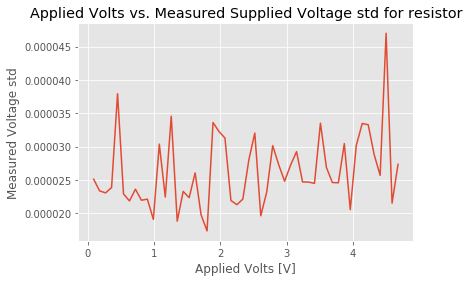 Applied Volts vs. Measured Supplied Voltage std for resistor
0.000045
0.000040
0.000035
0.000030
0.000025
0.000020
Measured Voltage std
0 1 2 3 4
Applied Volts [V]